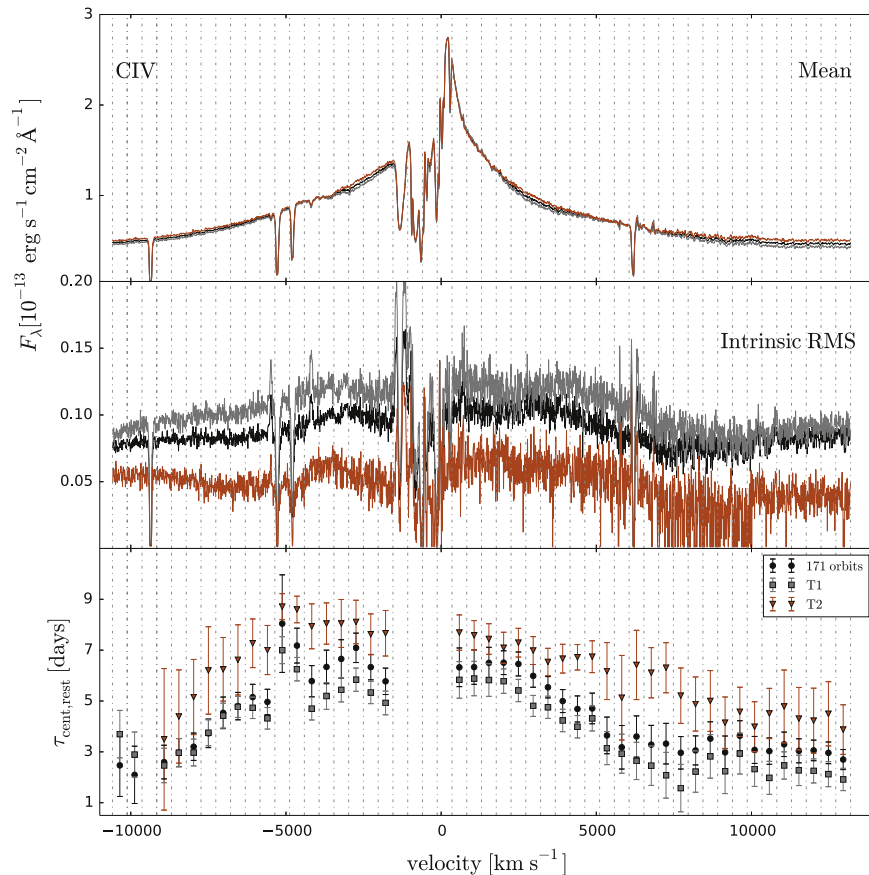 CIV
Mean
3
2
1
0.20
F_λ[10⁻¹³ erg s⁻¹ cm⁻² Å⁻¹]
Intrinsic RMS
0.15
0.10
0.05
171 orbits
T1
T2
9
7
5
3
1
τ_cent,rest [days]
−10000
−5000
0
5000
10000
velocity [km s⁻¹]